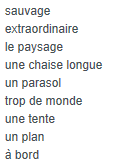 sauvage
extraordinaire
le paysage
une chaise longue
un parasol
trop de monde
une tente
un plan
à bord